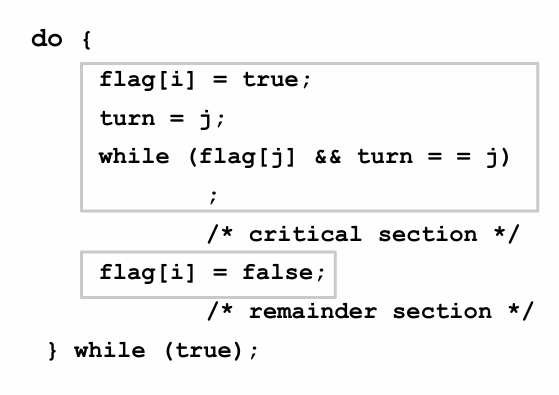 do {
flag[i] = true;
turn = j;
while (flag[j] && turn = = j)
;
/* critical section */
flag[i] = false;
/* remainder section */
} while (true);